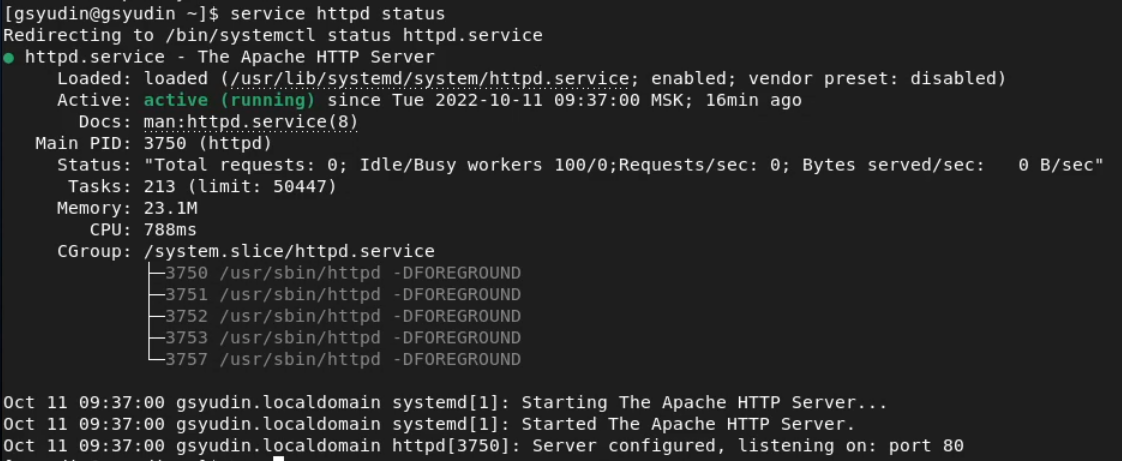 [gsyudin@gsyudin ~]$ service httpd status
Redirecting to /bin/systemctl status httpd.service
● httpd.service - The Apache HTTP Server
     Loaded: loaded (/usr/lib/systemd/system/httpd.service; enabled; vendor preset: disabled)
     Active: active (running) since Tue 2022-10-11 09:37:00 MSK; 16min ago
       Docs: man:httpd.service(8)
   Main PID: 3750 (httpd)
     Status: "Total requests: 0; Idle/Busy workers 100/0;Requests/sec: 0; Bytes served/sec:   0 B/sec"
      Tasks: 213 (limit: 50447)
     Memory: 23.1M
        CPU: 788ms
     CGroup: /system.slice/httpd.service
             ├─3750 /usr/sbin/httpd -DFOREGROUND
             ├─3751 /usr/sbin/httpd -DFOREGROUND
             ├─3752 /usr/sbin/httpd -DFOREGROUND
             ├─3753 /usr/sbin/httpd -DFOREGROUND
             └─3757 /usr/sbin/httpd -DFOREGROUND

Oct 11 09:37:00 gsyudin.localdomain systemd[1]: Starting The Apache HTTP Server...
Oct 11 09:37:00 gsyudin.localdomain systemd[1]: Started The Apache HTTP Server.
Oct 11 09:37:00 gsyudin.localdomain httpd[3750]: Server configured, listening on: port 80